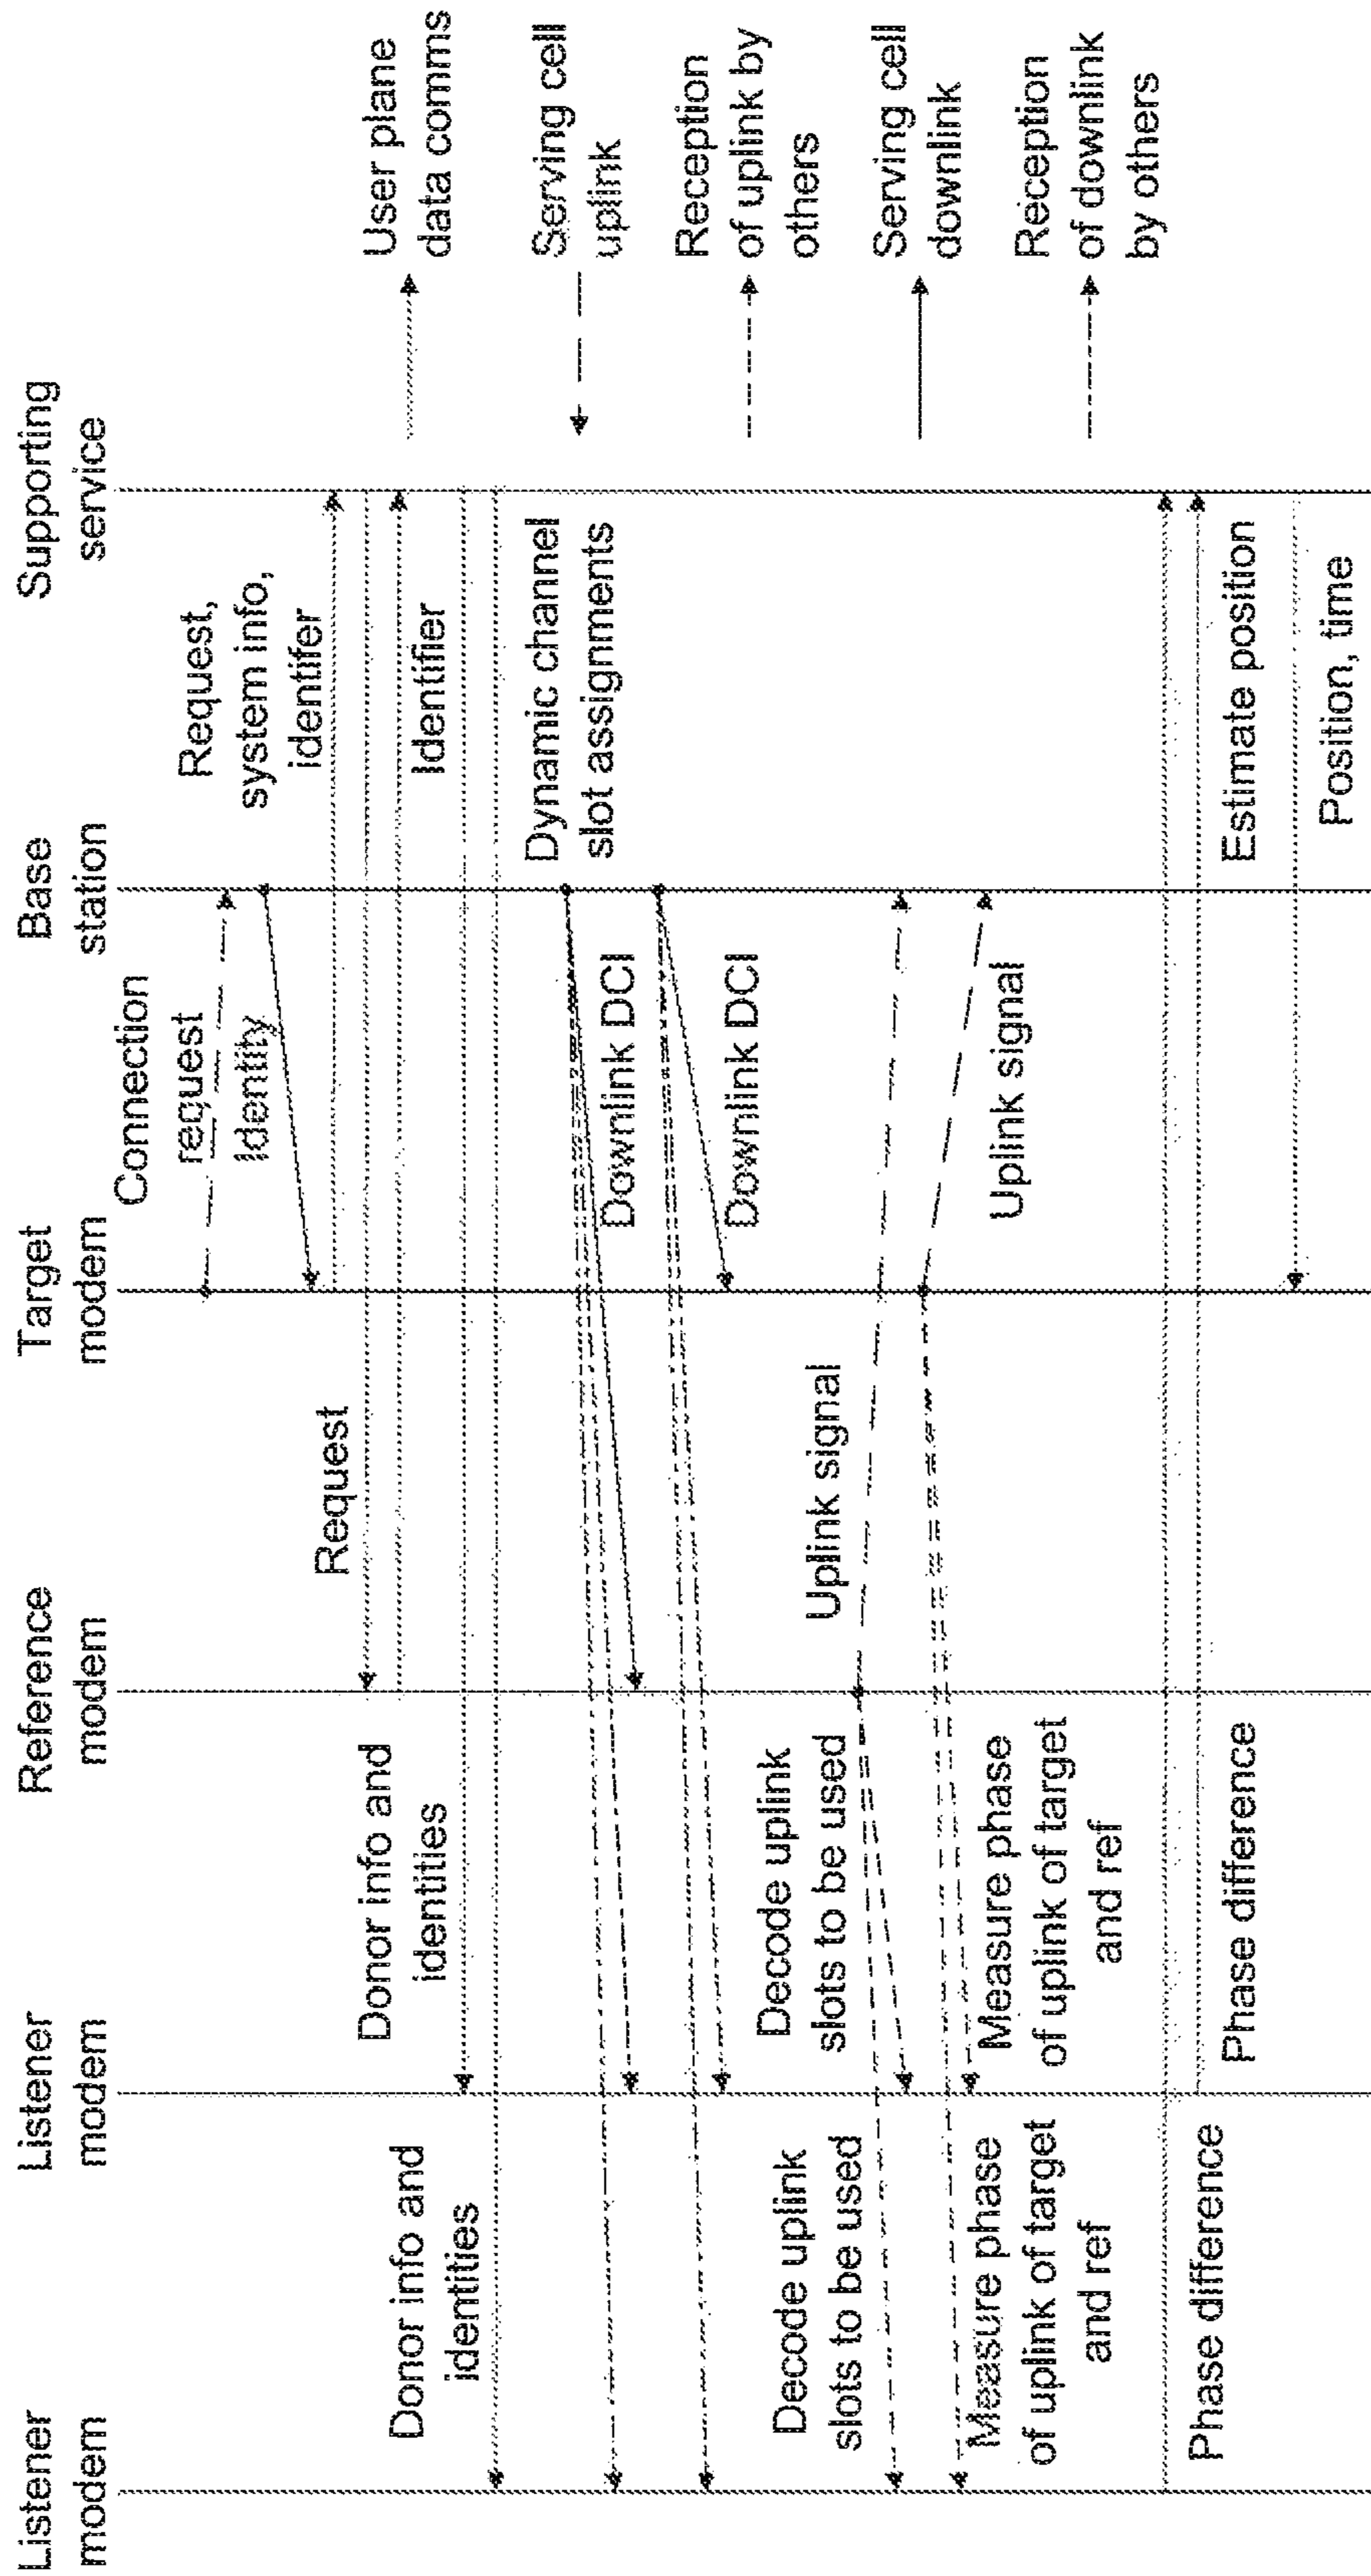 Listener
modem
Listener
modem
Reference
modem
Target
modem
Base
station
Supporting
service
Connection
request
Identity
Request,
system info,
identifer
Request
Identifier
Donor info and
identities
Donor info and
identities
Dynamic channel
slot assignments
Downlink DCI
Downlink DCI
Decode uplink
slots to be used
Decode uplink
slots to be used
Uplink signal
Uplink signal
Measure phase
of uplink of target
and ref
Measure phase
of uplink of target
and ref
Phase difference
Phase difference
Estimate position
Position, time
User plane
data comms
Serving cell
uplink
Reception
of uplink by
others
Serving cell
downlink
Reception
of downlink
by others